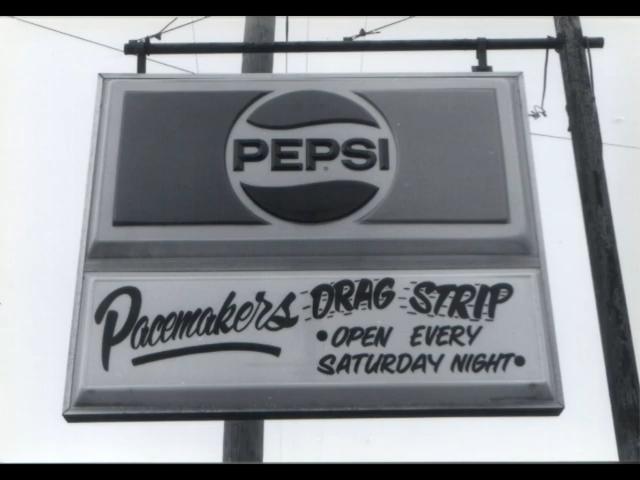 PEPSI
Pacemakers DRAG STRIP
•OPEN EVERY
SATURDAY NIGHT•